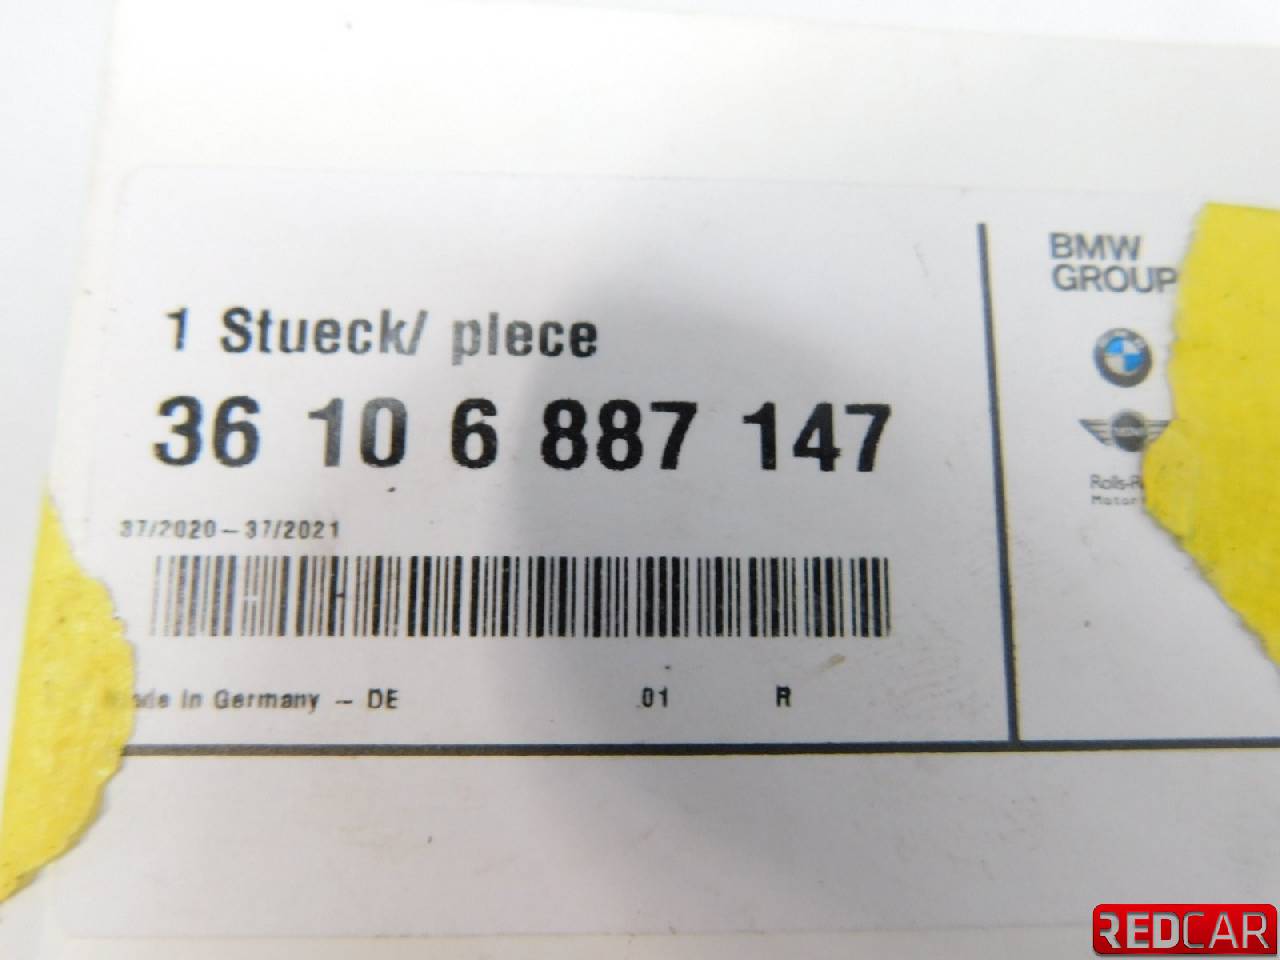 1 Stueck/ piece
36 10 6 887 147
37/2020-37/2021
Made In Germany - DE 01 R
BMW
GROUP
REDCAR